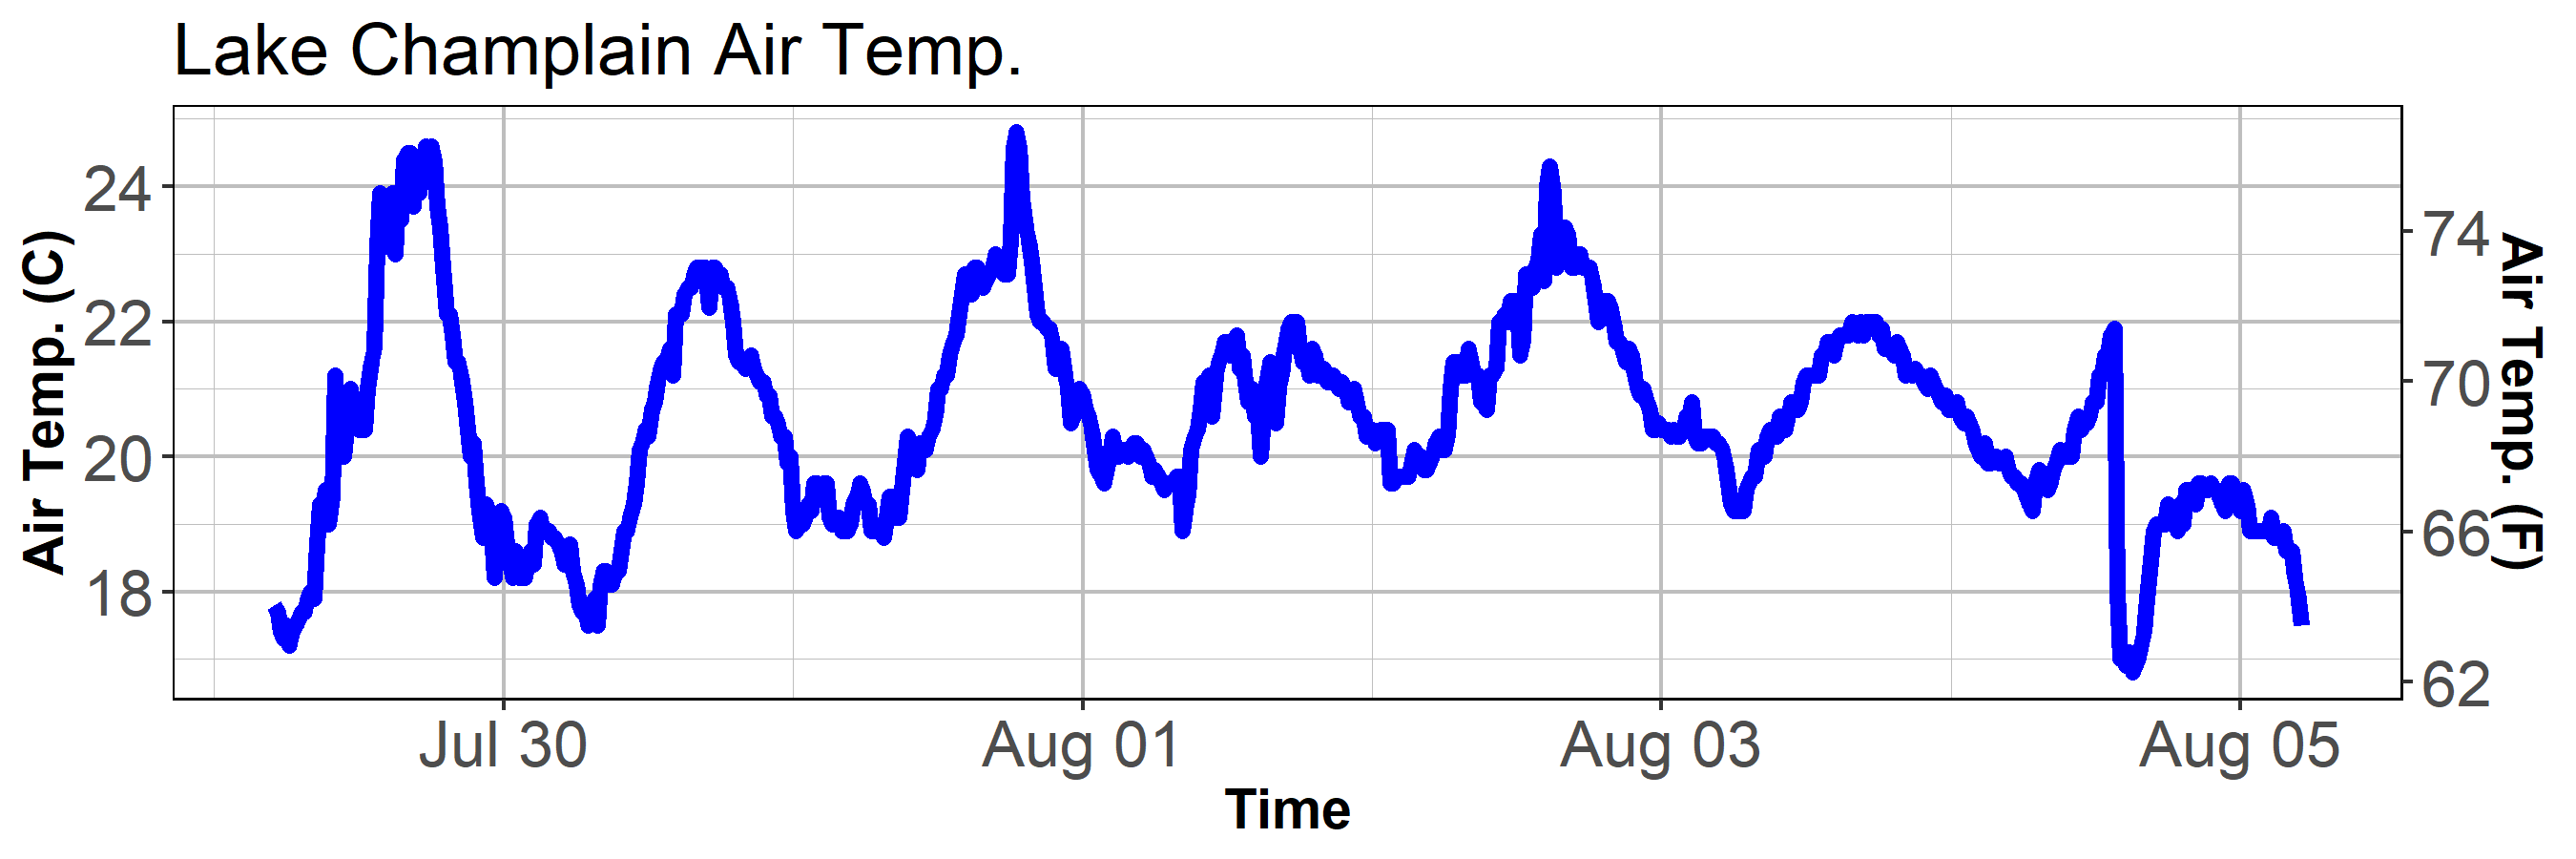 Lake Champlain Air Temp.
Air Temp. (C)
24
22
20
18
74
70
66
62
Air Temp. (F)
Jul 30
Aug 01
Aug 03
Aug 05
Time